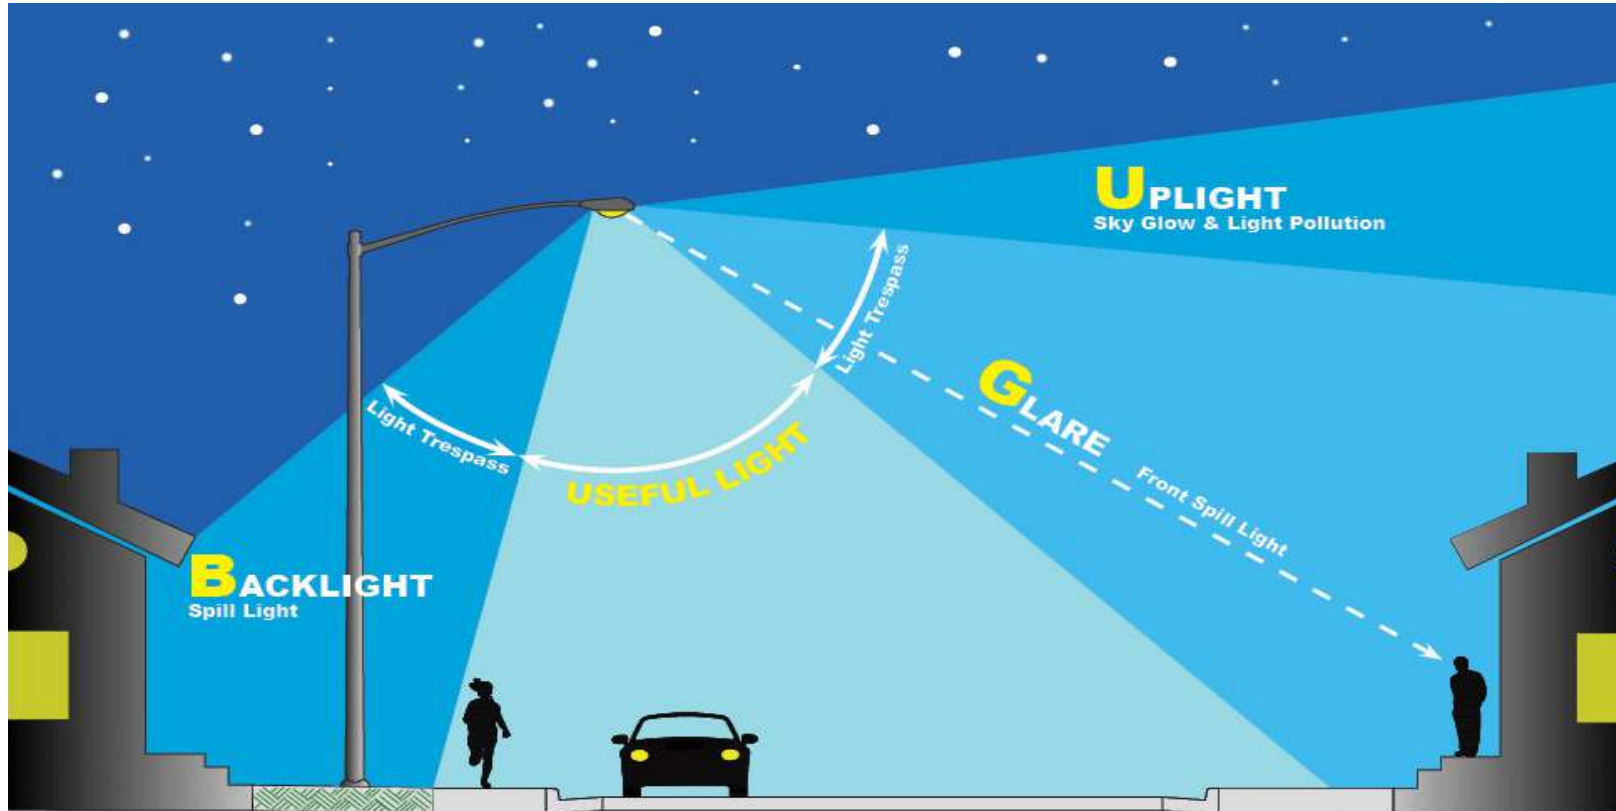 UPLIGHT
Sky Glow & Light Pollution
Light Trespass
GLARE
Front Spill Light
Light Trespass
USEFUL LIGHT
BACKLIGHT
Spill Light